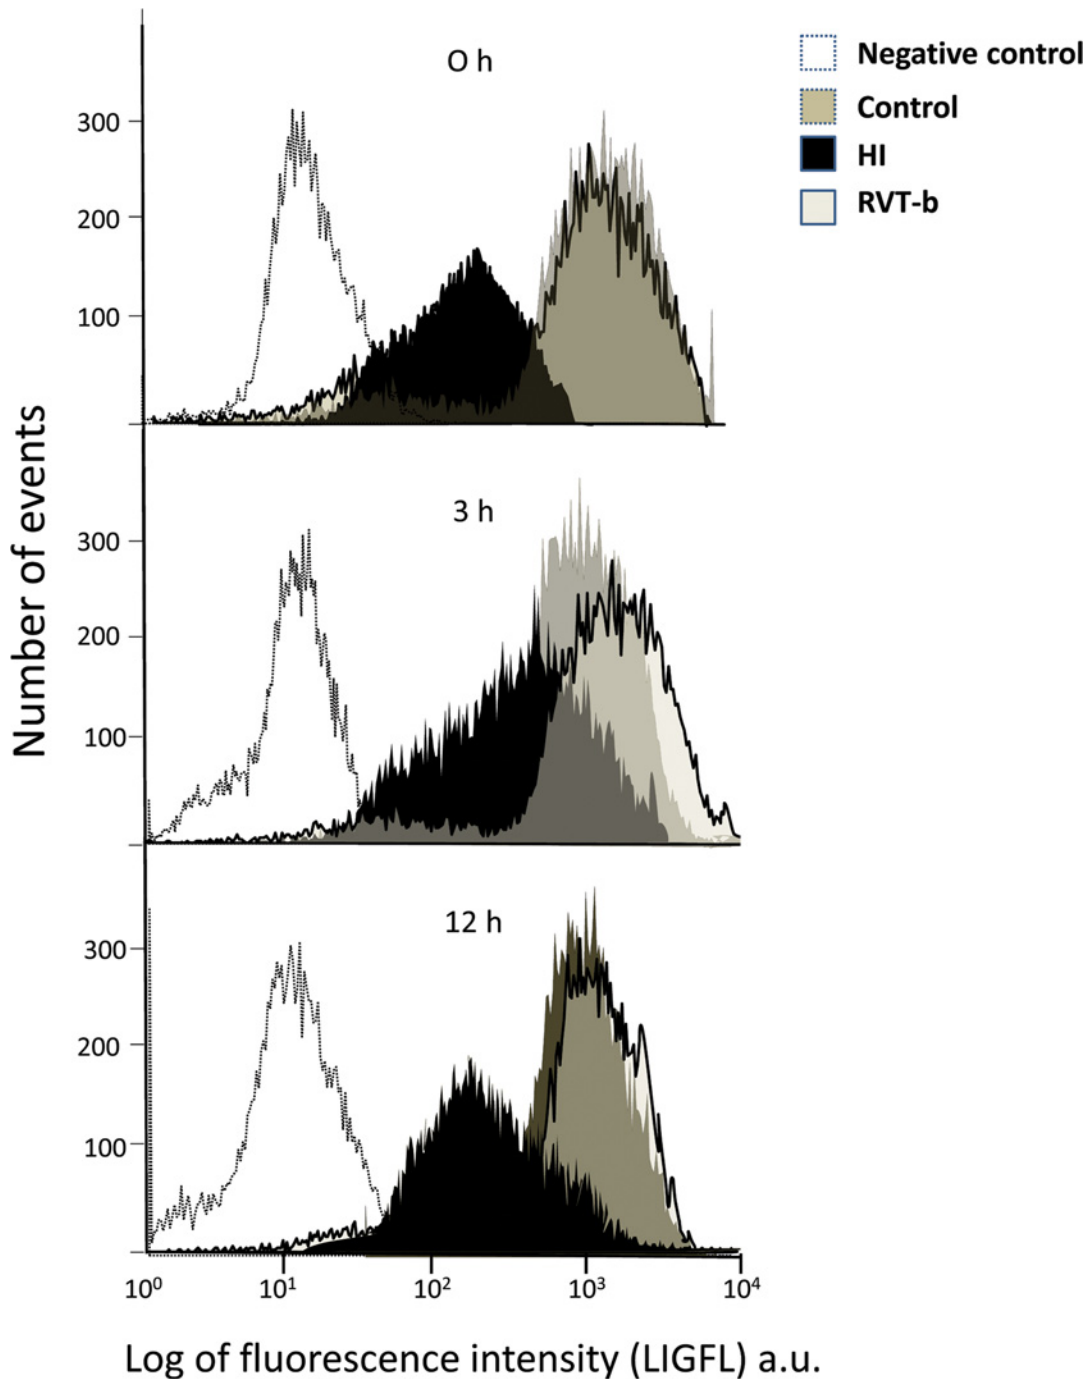 O h
Negative control
Control
HI
RVT-b
300
200
100
3 h
300
200
100
12 h
300
200
100
Number of events
10⁰ 10¹ 10² 10³ 10⁴
Log of fluorescence intensity (LIGFL) a.u.